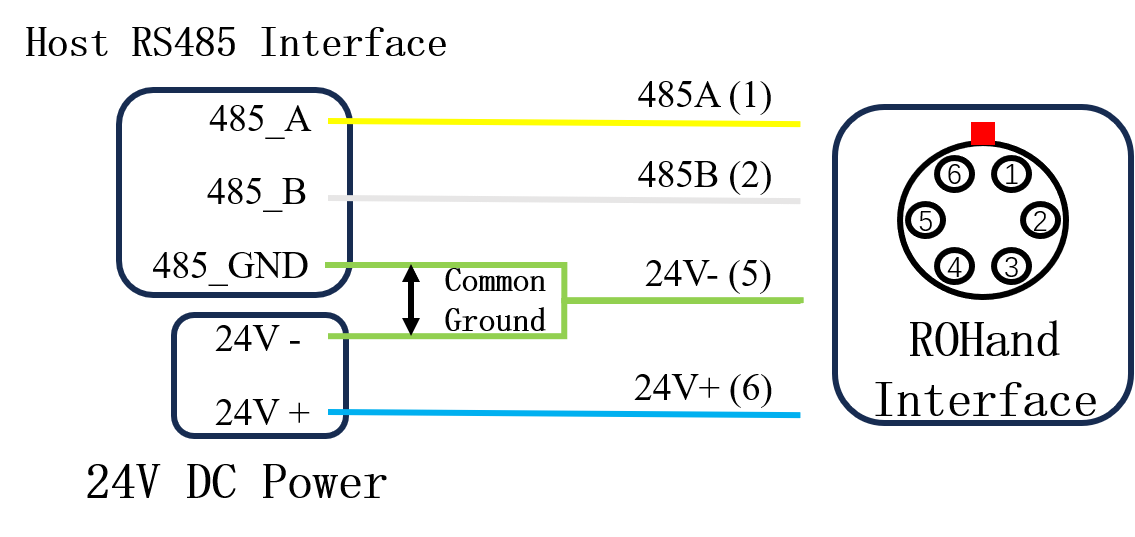 Host RS485 Interface
485_A
485_B
485_GND
24V -
24V +
24V DC Power
Common
Ground
485A (1)
485B (2)
24V- (5)
24V+ (6)
6
1
5
2
4
3
ROHand
Interface